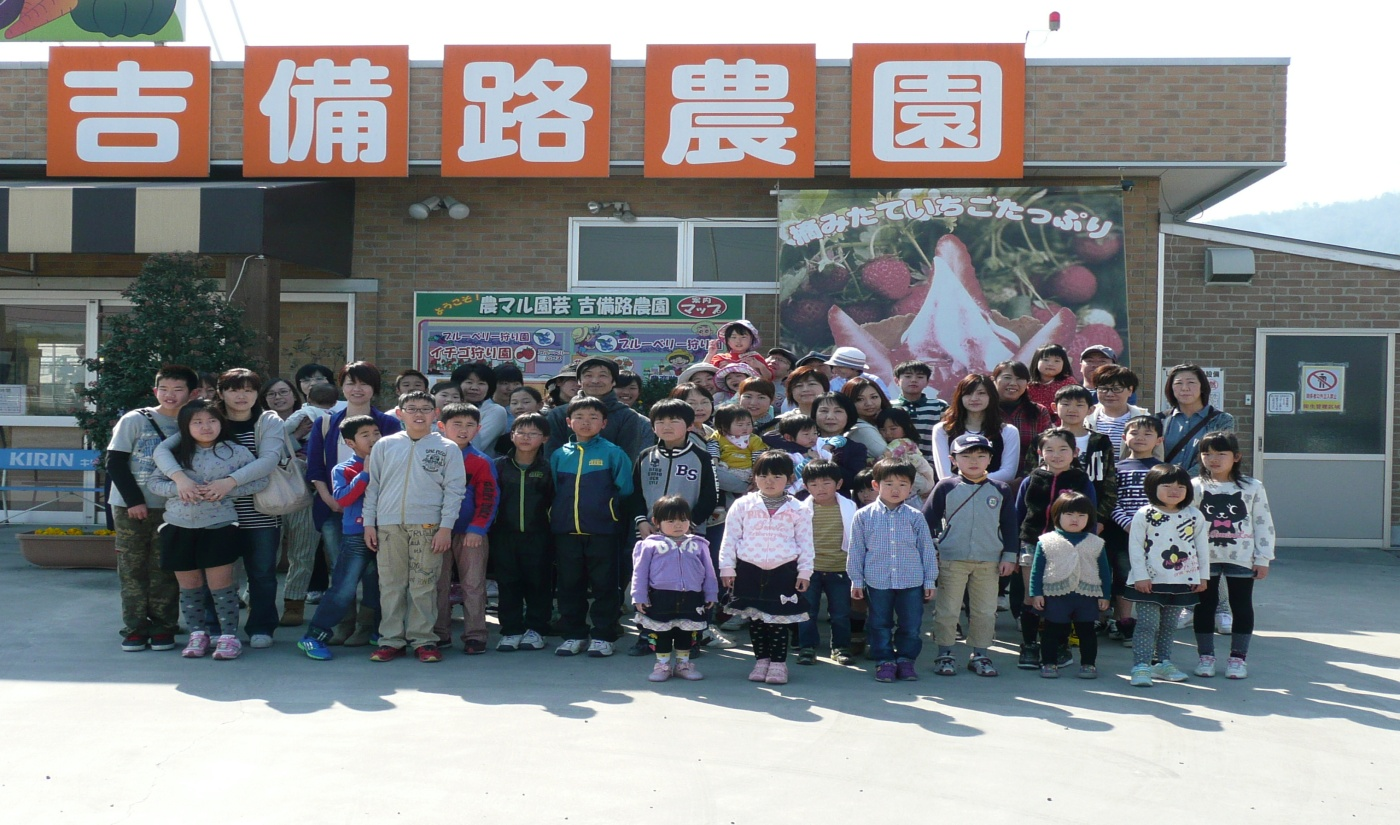 吉備路農園
摘みたていちごたっぷり
ようこそ!
農マル園芸 吉備路農園
案内
マップ
ブルーベリー狩り園
イチゴ狩り園
ブルーベリー狩り園
KIRIN
BS